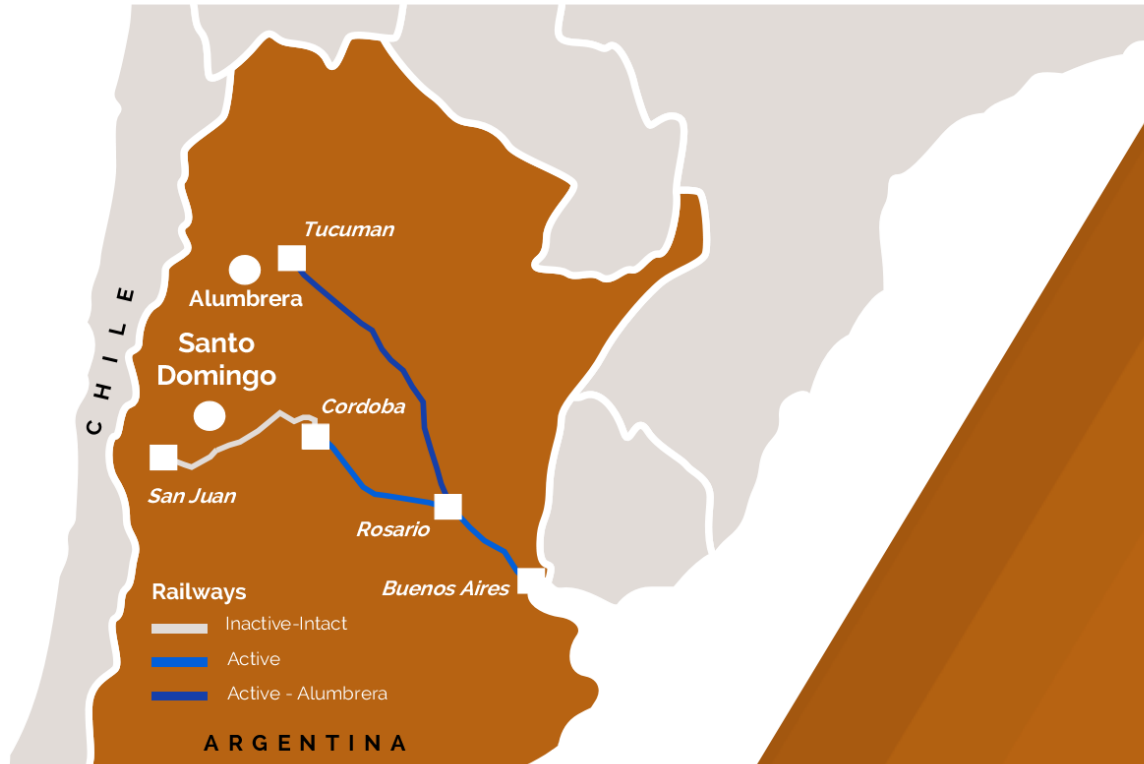 Tucuman
Alumbrera
CHILE
Santo
Domingo
Cordoba
San Juan
Rosario
Buenos Aires
Railways
Inactive-Intact
Active
Active - Alumbrera
ARGENTINA